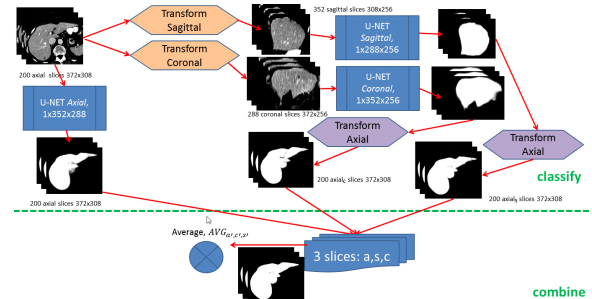 Transform
Sagittal
Transform
Coronal
352 sagittal slices 308x256
U-NET
Sagittal,
1x288x256
200 axial slices 372x308
U-NET Axial,
1x352x288
288 coronal slices 372x256
U-NET
Coronal,
1x352x256
Transform
Axial
Transform
Axial
200 axialc slices 372x308
classify
200 axial slices 372x308
200 axials slices 372x308
Average,
3 slices: a,s,c
combine